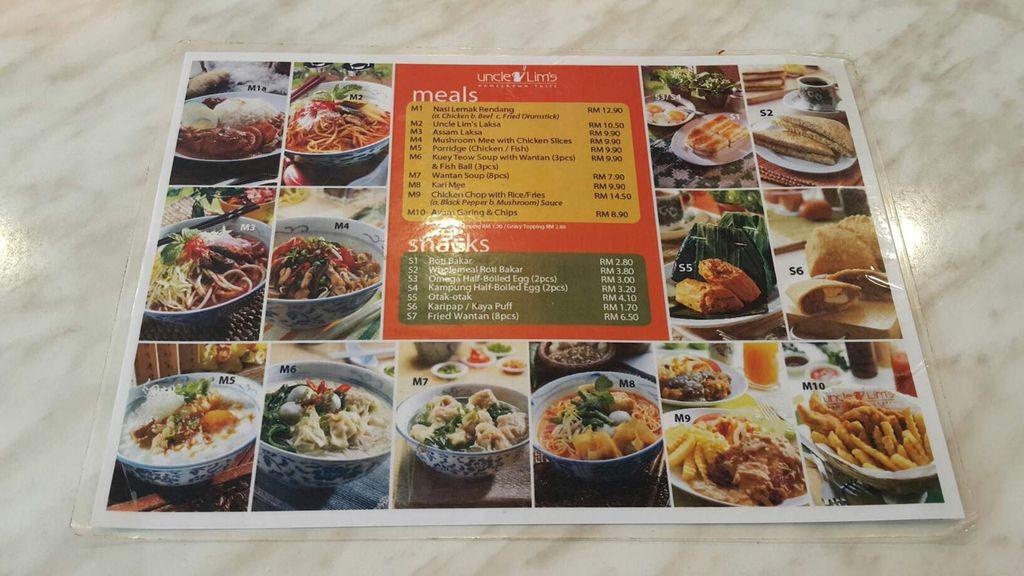 uncle Lim's
HOMEGROWN TASTE
meals
M1 Nasi Lemak Rendang RM 12.90
(a. Chicken b. Beef c. Fried Drumstick)
M2 Uncle Lim's Laksa RM 10.50
M3 Assam Laksa RM 9.90
M4 Mushroom Mee with Chicken Slices RM 9.90
M5 Porridge (Chicken / Fish) RM 9.90
M6 Kuey Teow Soup with Wantan (3pcs) RM 9.90
& Fish Ball (3pcs)
M7 Wantan Soup (8pcs) RM 7.90
M8 Kari Mee RM 9.90
M9 Chicken Chop with Rice/Fries RM 14.50
(a. Black Pepper b. Mushroom) Sauce
M10 Ayam Garing & Chips RM 8.90
Topping RM 1.20 / Gravy Topping RM 2.80
snacks
S1 Roti Bakar RM 2.80
S2 Wholemeal Roti Bakar RM 3.80
S3 Omega Half-Boiled Egg (2pcs) RM 3.00
S4 Kampung Half-Boiled Egg (2pcs) RM 3.20
S5 Otak-otak RM 4.10
S6 Karipap / Kaya Puff RM 1.70
S7 Fried Wantan (8pcs) RM 6.50
M1a
M2
S3/S4
S1
S2
M3
M4
S5
S6
M5
M6
M7
M8
M9
M10
uncle Lim's